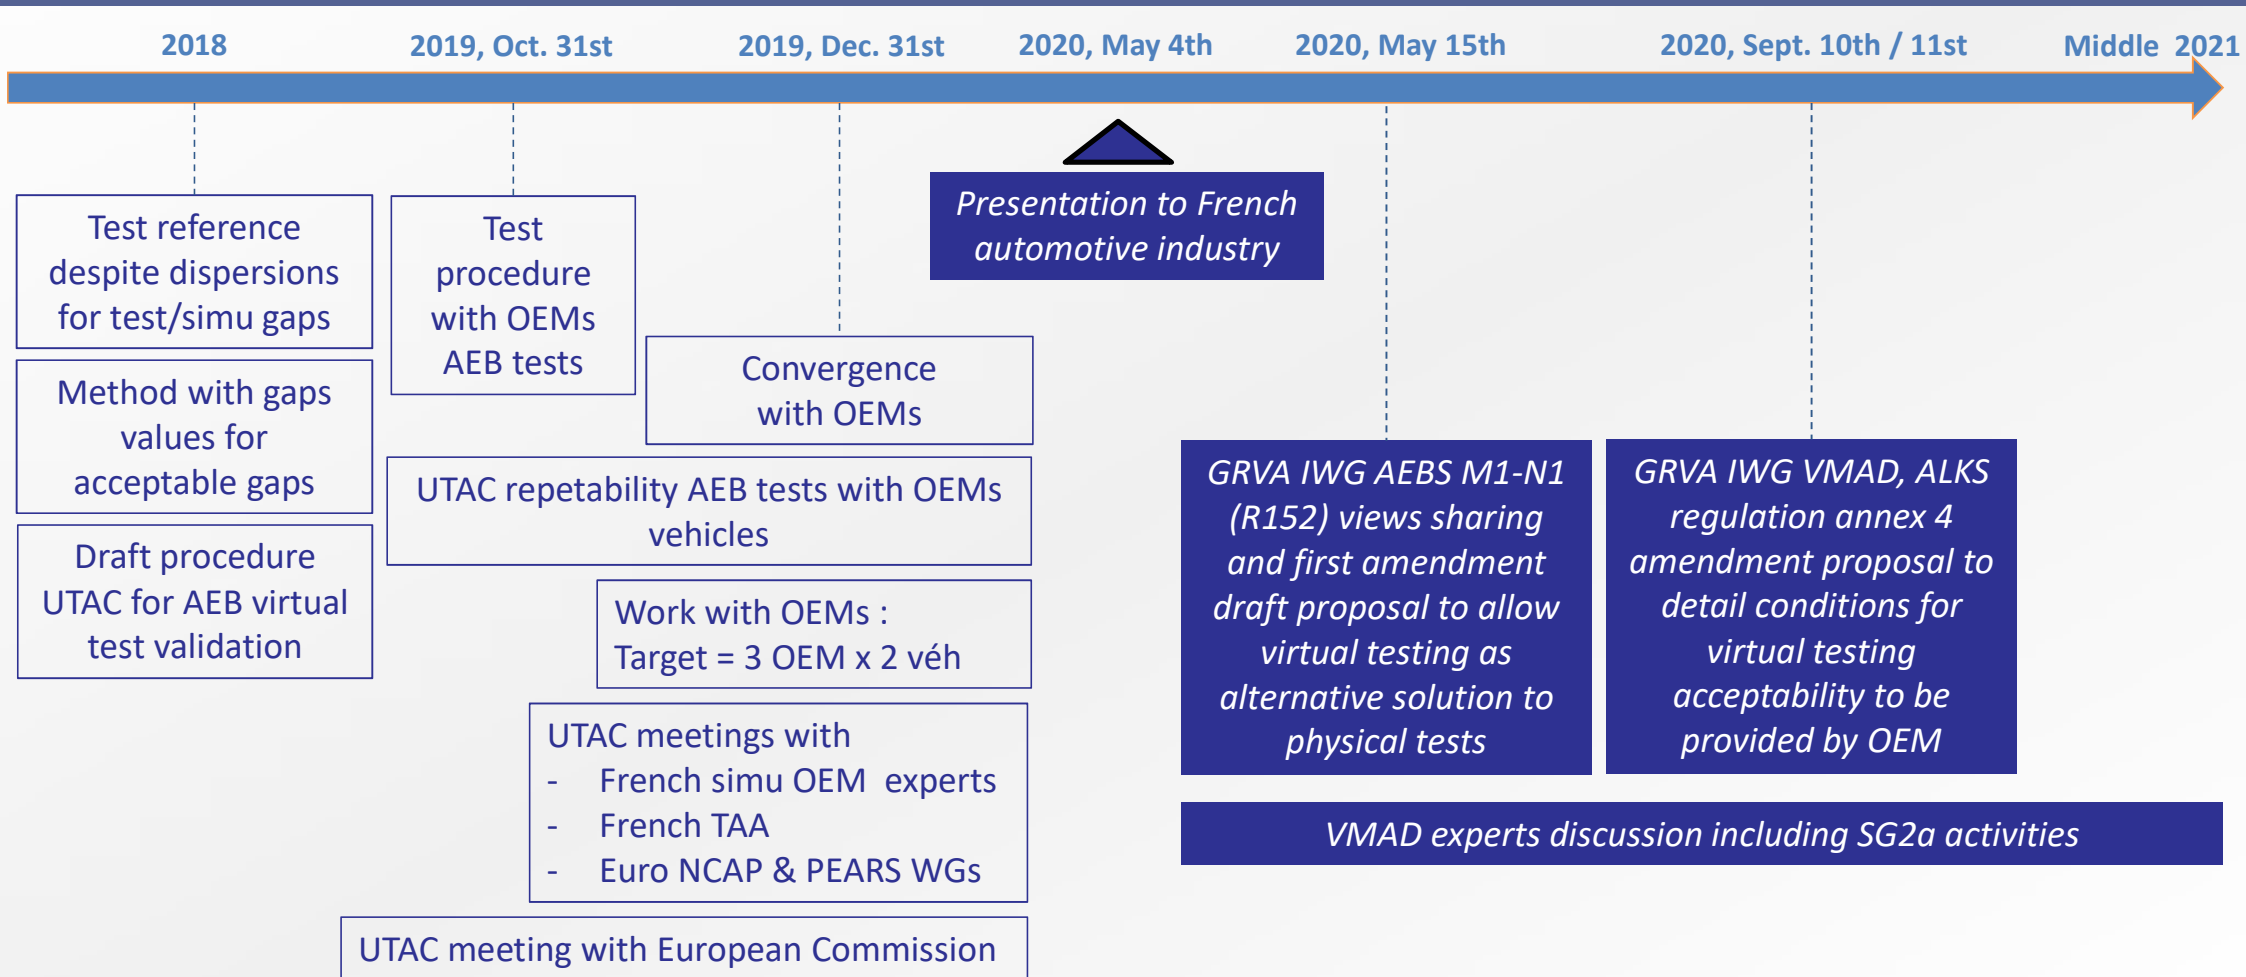 2018
2019, Oct. 31st
2019, Dec. 31st
2020, May 4th
2020, May 15th
2020, Sept. 10th / 11st
Middle 2021
Test reference
despite dispersions
for test/simu gaps
Method with gaps
values for
acceptable gaps
Draft procedure
UTAC for AEB virtual
test validation
Test
procedure
with OEMs
AEB tests
Convergence
with OEMs
UTAC repetability AEB tests with OEMs
vehicles
Work with OEMs :
Target = 3 OEM x 2 véh
UTAC meetings with
- French simu OEM experts
- French TAA
- Euro NCAP & PEARS WGs
UTAC meeting with European Commission
Presentation to French
automotive industry
GRVA IWG AEBS M1-N1
(R152) views sharing
and first amendment
draft proposal to allow
virtual testing as
alternative solution to
physical tests
GRVA IWG VMAD, ALKS
regulation annex 4
amendment proposal to
detail conditions for
virtual testing
acceptability to be
provided by OEM
VMAD experts discussion including SG2a activities